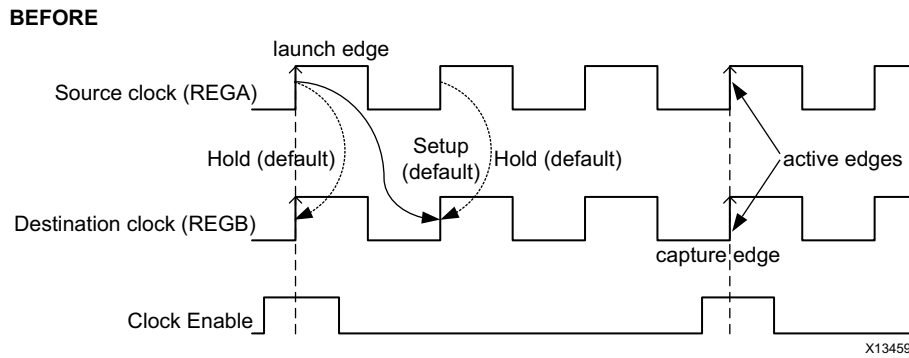 BEFORE
launch edge
Source clock (REGA)
Hold (default)
Setup
(default)
Hold (default)
active edges
Destination clock (REGB)
capture edge
Clock Enable
X13459